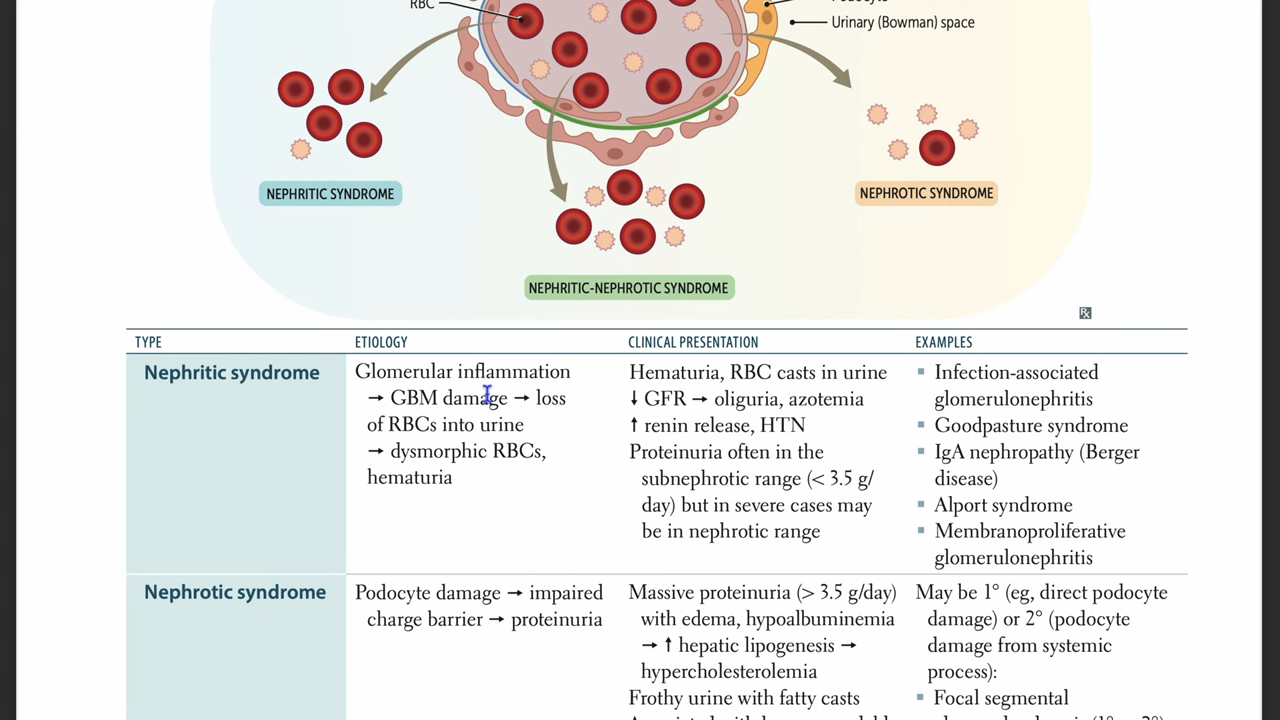 RBC
Urinary (Bowman) space
NEPHRITIC SYNDROME
NEPHROTIC SYNDROME
NEPHRITIC-NEPHROTIC SYNDROME
Rx
TYPE
ETIOLOGY
CLINICAL PRESENTATION
EXAMPLES
Nephritic syndrome
Glomerular inflammation
→ GBM damage → loss
of RBCs into urine
→ dysmorphic RBCs,
hematuria
Hematuria, RBC casts in urine
↓ GFR → oliguria, azotemia
↑ renin release, HTN
Proteinuria often in the
subnephrotic range (< 3.5 g/
day) but in severe cases may
be in nephrotic range
▪ Infection-associated
glomerulonephritis
▪ Goodpasture syndrome
▪ IgA nephropathy (Berger
disease)
▪ Alport syndrome
▪ Membranoproliferative
glomerulonephritis
Nephrotic syndrome
Podocyte damage → impaired
charge barrier → proteinuria
Massive proteinuria (> 3.5 g/day)
with edema, hypoalbuminemia
→ ↑ hepatic lipogenesis →
hypercholesterolemia
Frothy urine with fatty casts
May be 1° (eg, direct podocyte
damage) or 2° (podocyte
damage from systemic
process):
▪ Focal segmental